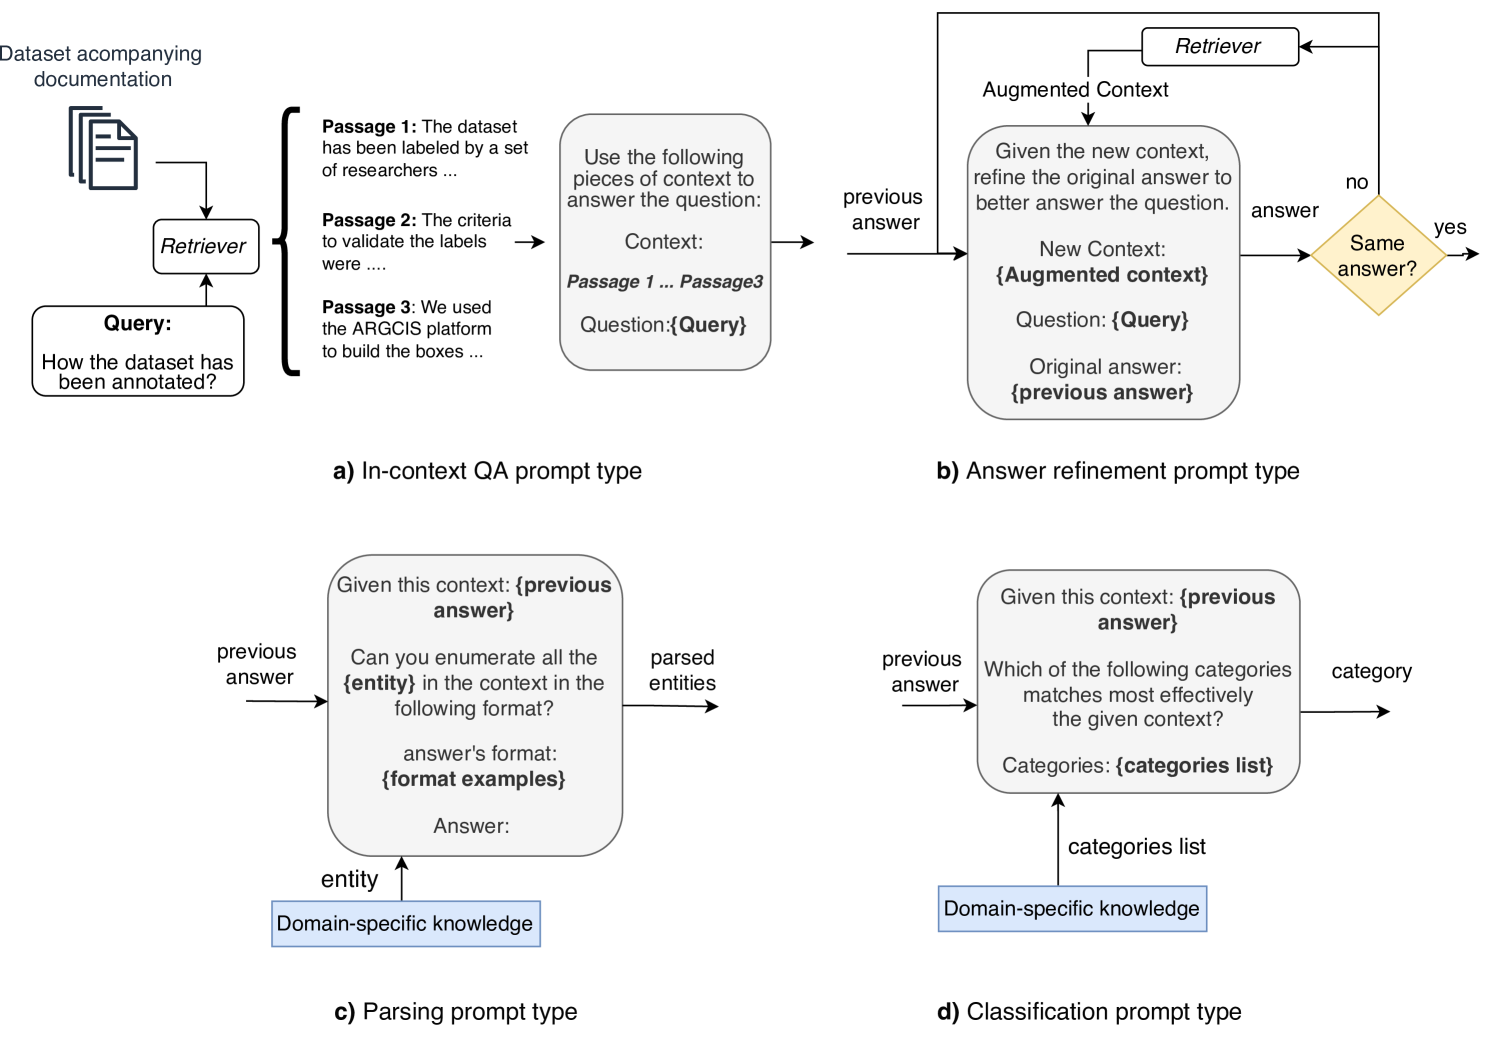 Dataset acompanying
documentation
Retriever
Query:
How the dataset has
been annotated?
Passage 1: The dataset
has been labeled by a set
of researchers ...
Passage 2: The criteria
to validate the labels
were ....
Passage 3: We used
the ARGCIS platform
to build the boxes ...
Use the following
pieces of context to
answer the question:
Context:
Passage 1 ... Passage3
Question:{Query}
a) In-context QA prompt type
Retriever
Augmented Context
previous
answer
Given the new context,
refine the original answer to
better answer the question.
New Context:
{Augmented context}
Question: {Query}
Original answer:
{previous answer}
answer
no
Same
answer?
yes
b) Answer refinement prompt type
previous
answer
Given this context: {previous
answer}
Can you enumerate all the
{entity} in the context in the
following format?
answer's format:
{format examples}
Answer:
parsed
entities
entity
Domain-specific knowledge
c) Parsing prompt type
previous
answer
Given this context: {previous
answer}
Which of the following categories
matches most effectively
the given context?
Categories: {categories list}
category
categories list
Domain-specific knowledge
d) Classification prompt type